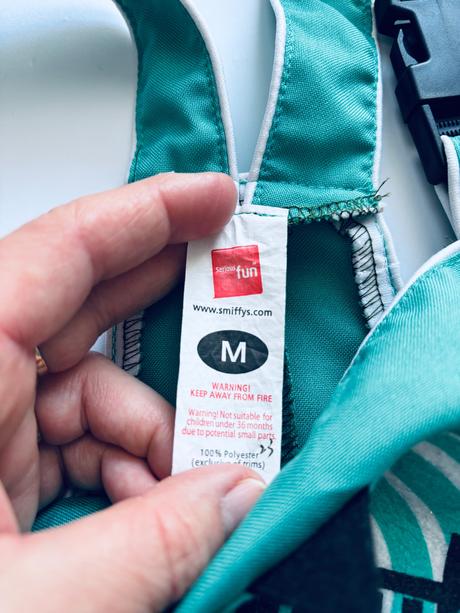 Serious
fun
www.smiffys.com
M
WARNING!
KEEP AWAY FROM FIRE
Warning! Not suitable for
children under 36 months
due to potential small parts.
23
100% Polyester
(exclusive of trims)